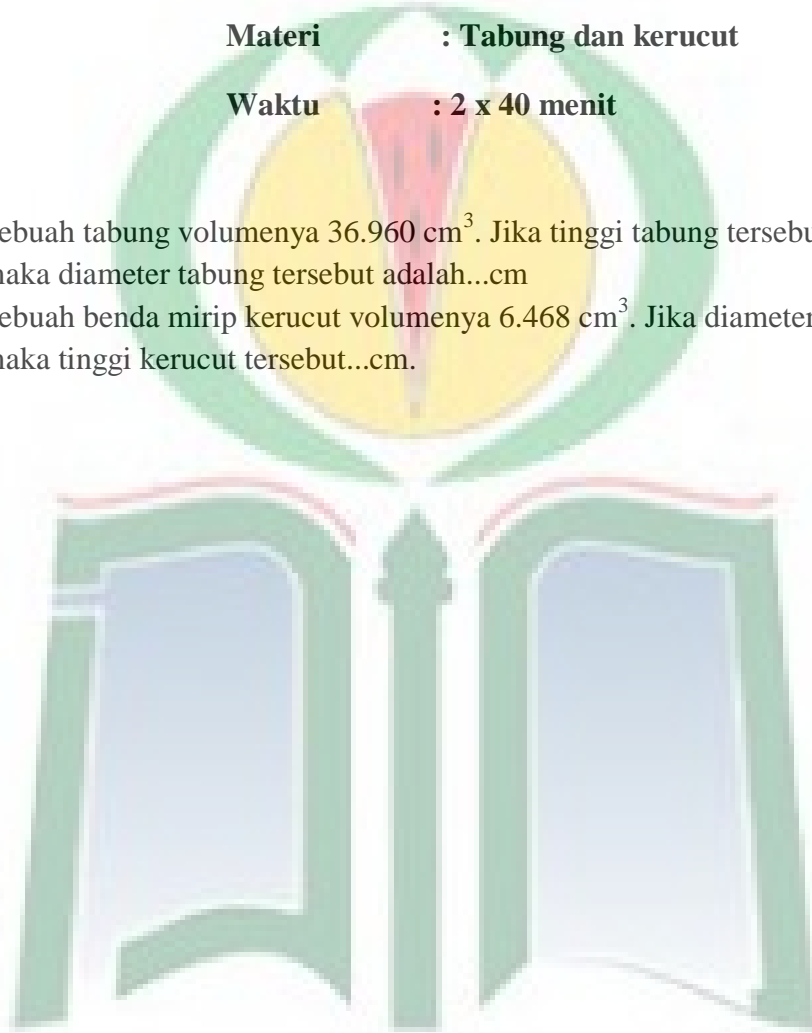 Materi : Tabung dan kerucut
Waktu : 2 x 40 menit
ebuah tabung volumenya 36.960 cm³. Jika tinggi tabung tersebu
naka diameter tabung tersebut adalah...cm
ebuah benda mirip kerucut volumenya 6.468 cm³. Jika diameter
naka tinggi kerucut tersebut...cm.